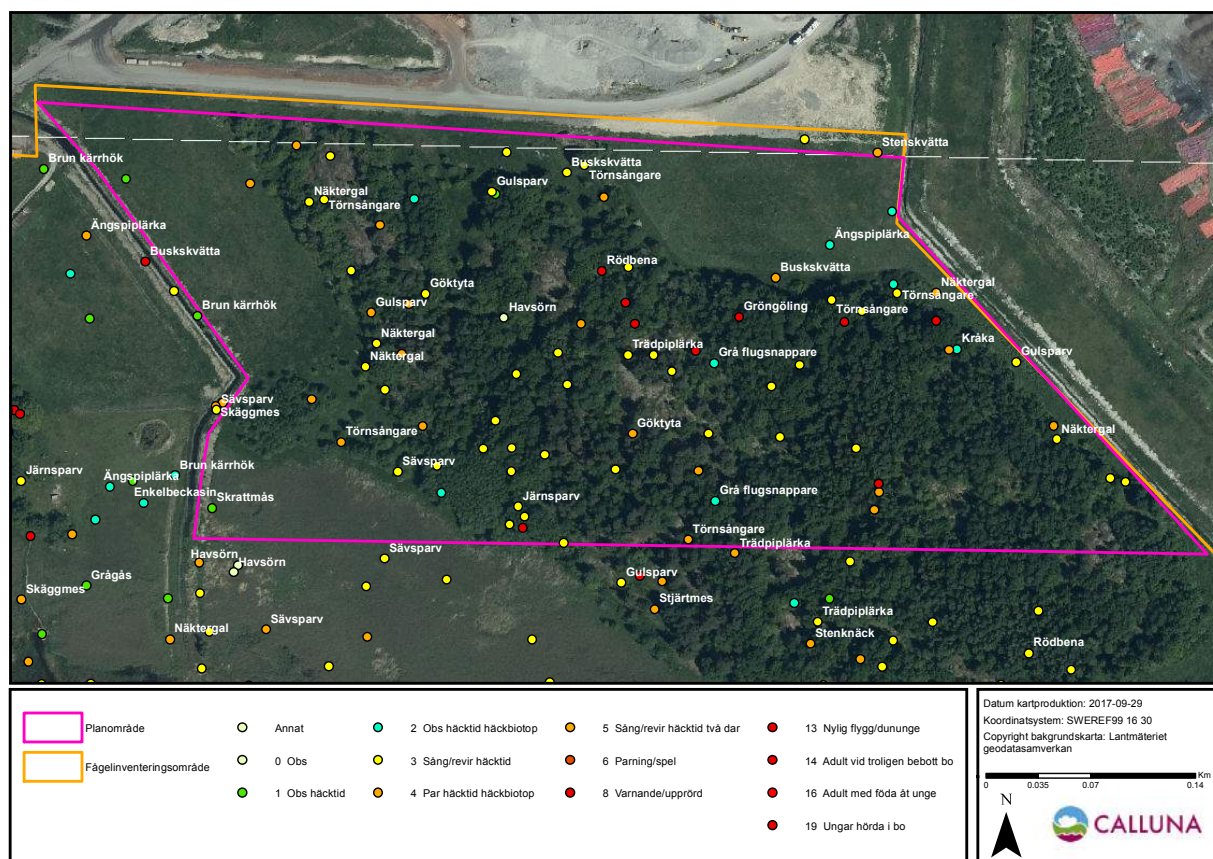 Stenskvätta
Buskskvätta
Törnsångare
Brun kärrhök
Gulsparv
Näktergal
Törnsångare
Ängspiplärka
Ängspiplärka
Buskskvätta
Rödbena
Buskskvätta
Göktyta
Näktergal
Törnsångare
Gulsparv
Havsörn
Gröngöling
Törnsångare
Brun kärrhök
Näktergal
Kråka
Trädpiplärka
Grå flugsnappare
Näktergal
Gulsparv
Sävsparv
Skäggmes
Göktyta
Törnsångare
Näktergal
Sävsparv
Brun kärrhök
Järnsparv
Ängspiplärka
Enkelbeckasin
Grå flugsnappare
Skrattmås
Järnsparv
Törnsångare
Trädpiplärka
Havsörn
Havsörn
Sävsparv
Gulsparv
Grågås
Skäggmes
Stjärtmes
Trädpiplärka
Näktergal
Sävsparv
Stenknäck
Rödbena
Planområde
Fågelinventeringsområde
Annat
0 Obs
1 Obs häcktid
2 Obs häcktid häckbiotop
3 Sång/revir häcktid
4 Par häcktid häckbiotop
5 Sång/revir häcktid två dar
6 Parning/spel
8 Varnande/upprörd
13 Nylig flygg/dununge
14 Adult vid troligen bebott bo
16 Adult med föda åt unge
19 Ungar hörda i bo
Datum kartproduktion: 2017-09-29
Koordinatsystem: SWEREF99 16 30
Copyright bakgrundskarta: Lantmäteriet
geodatasamverkan
Km
0 0.035 0.07 0.14
N
CALLUNA